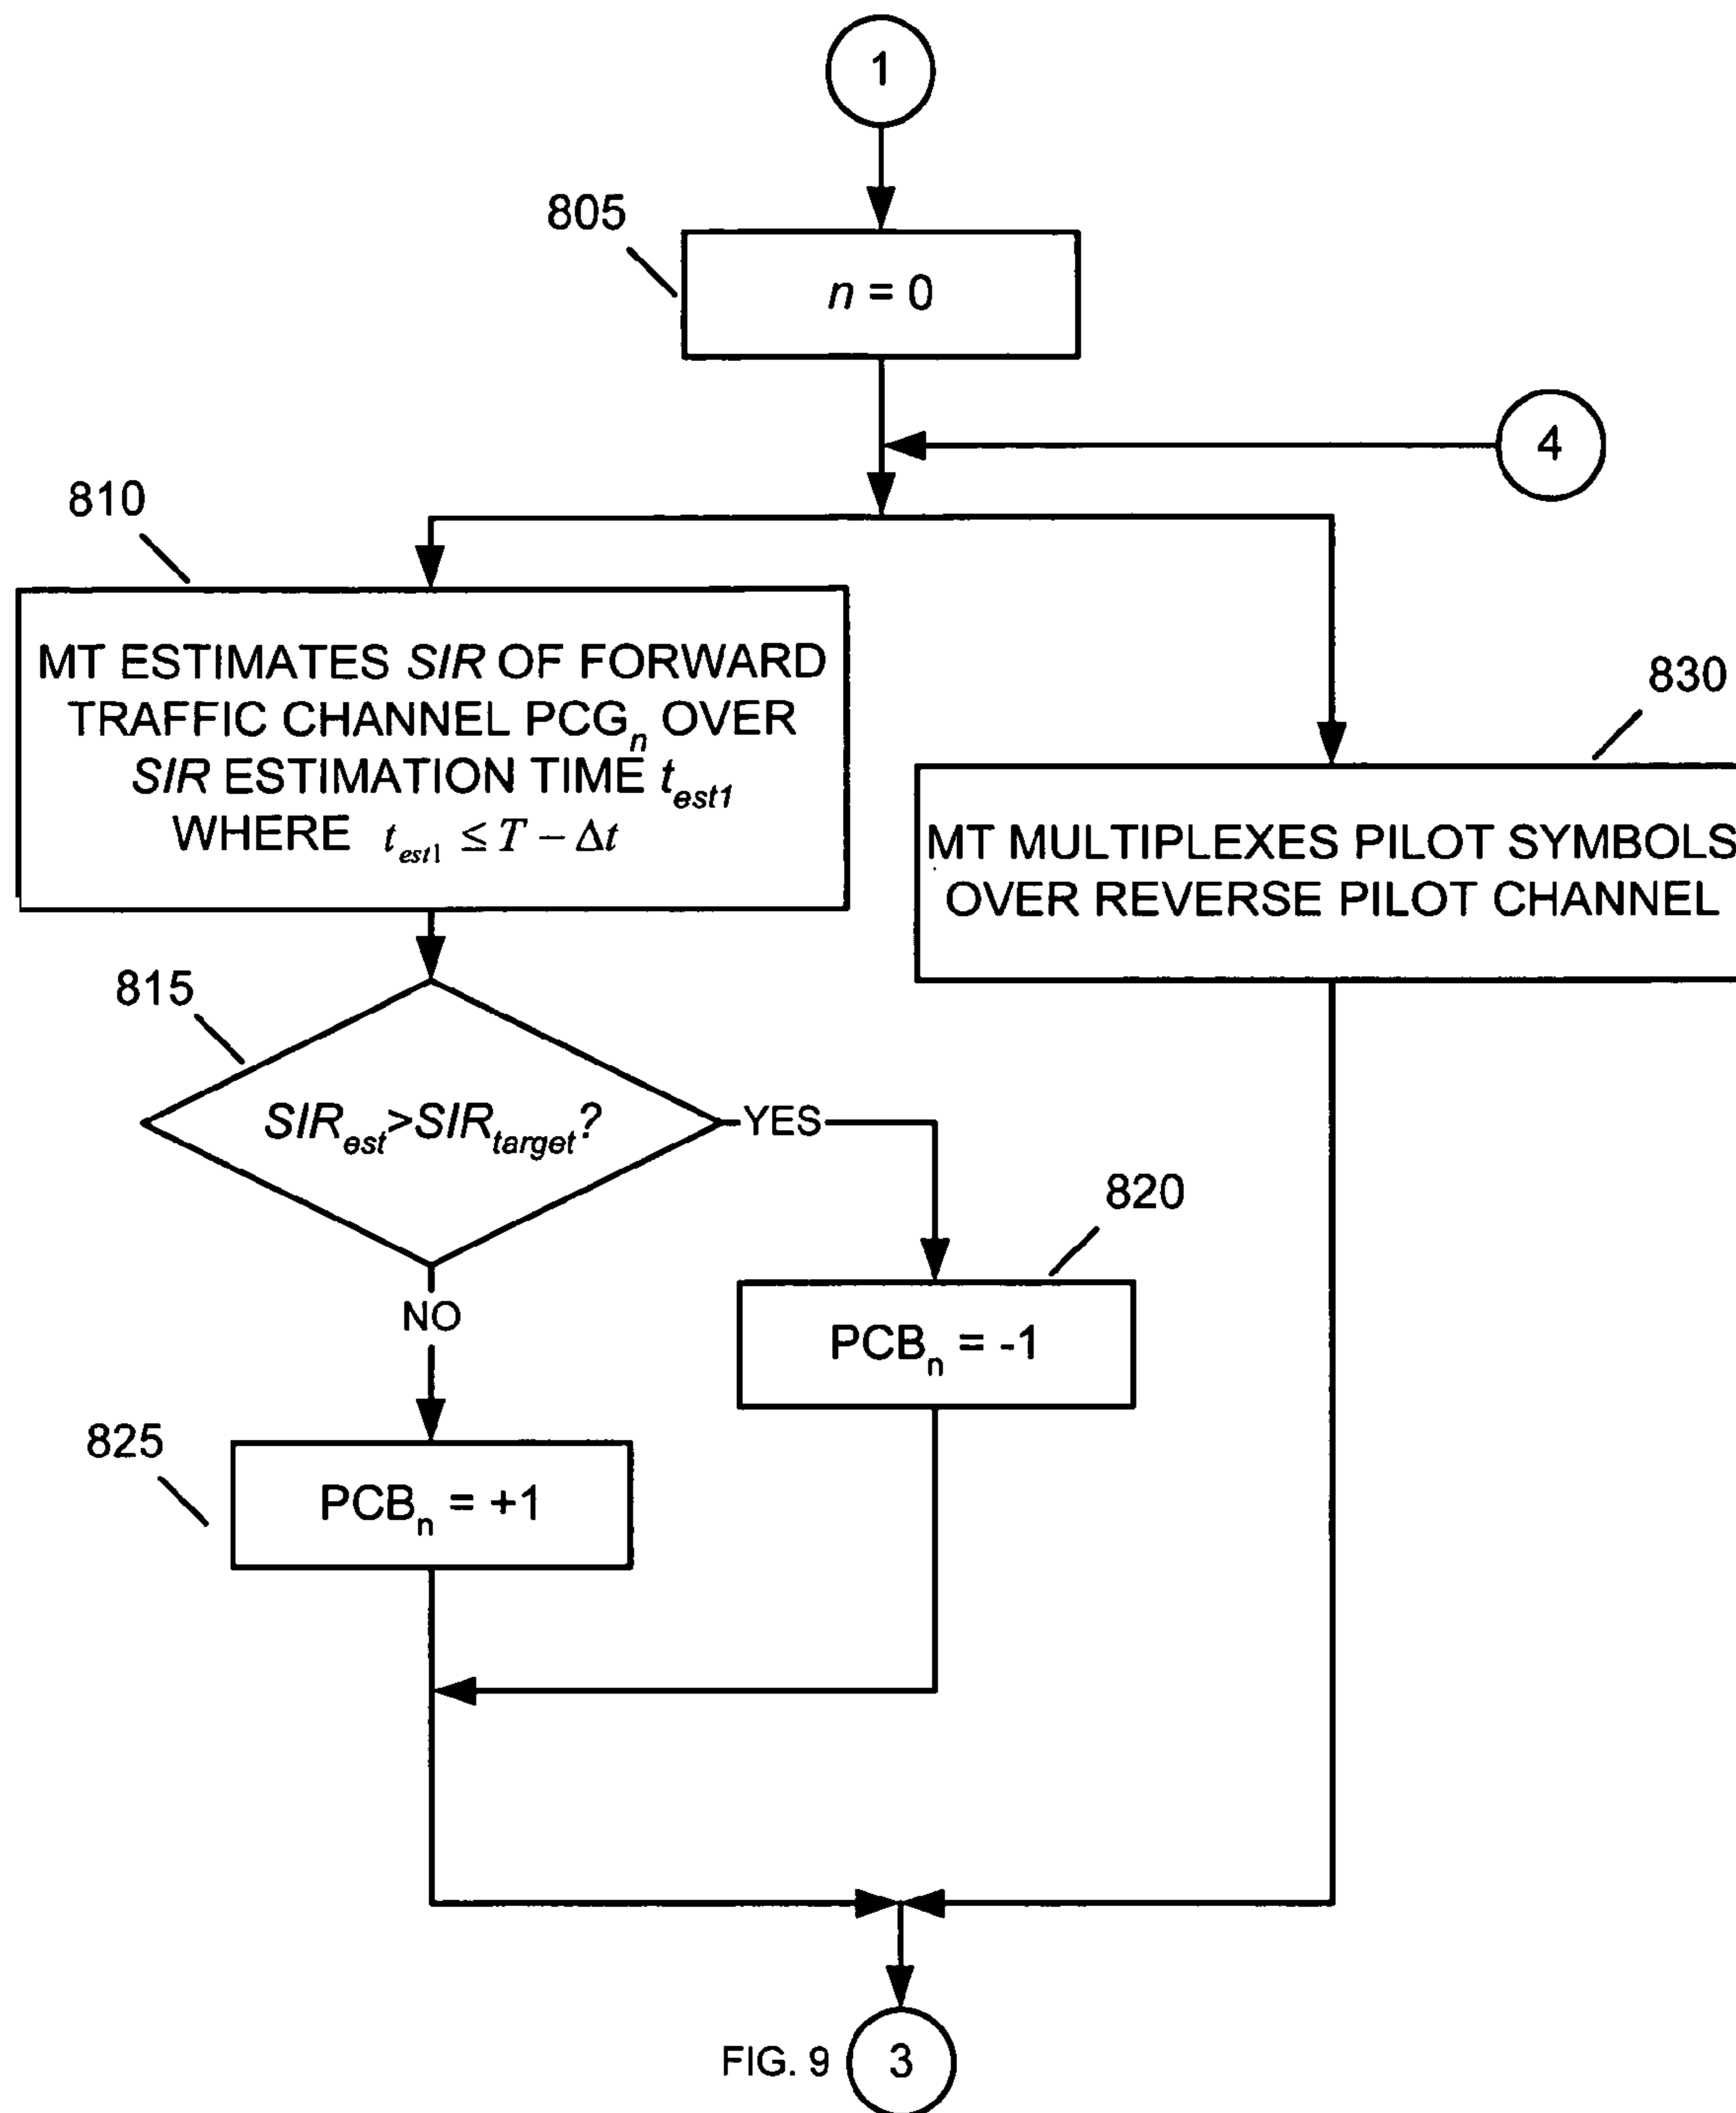 1
805
n = 0
4
810
MT ESTIMATES SIR OF FORWARD
TRAFFIC CHANNEL PCGn OVER
SIR ESTIMATION TIME test1
WHERE test1 ≤ T − Δt
830
MT MULTIPLEXES PILOT SYMBOLS
OVER REVERSE PILOT CHANNEL
815
SIRest>SIRtarget?
YES
820
NO
PCBn = -1
825
PCBn = +1
FIG. 9
3